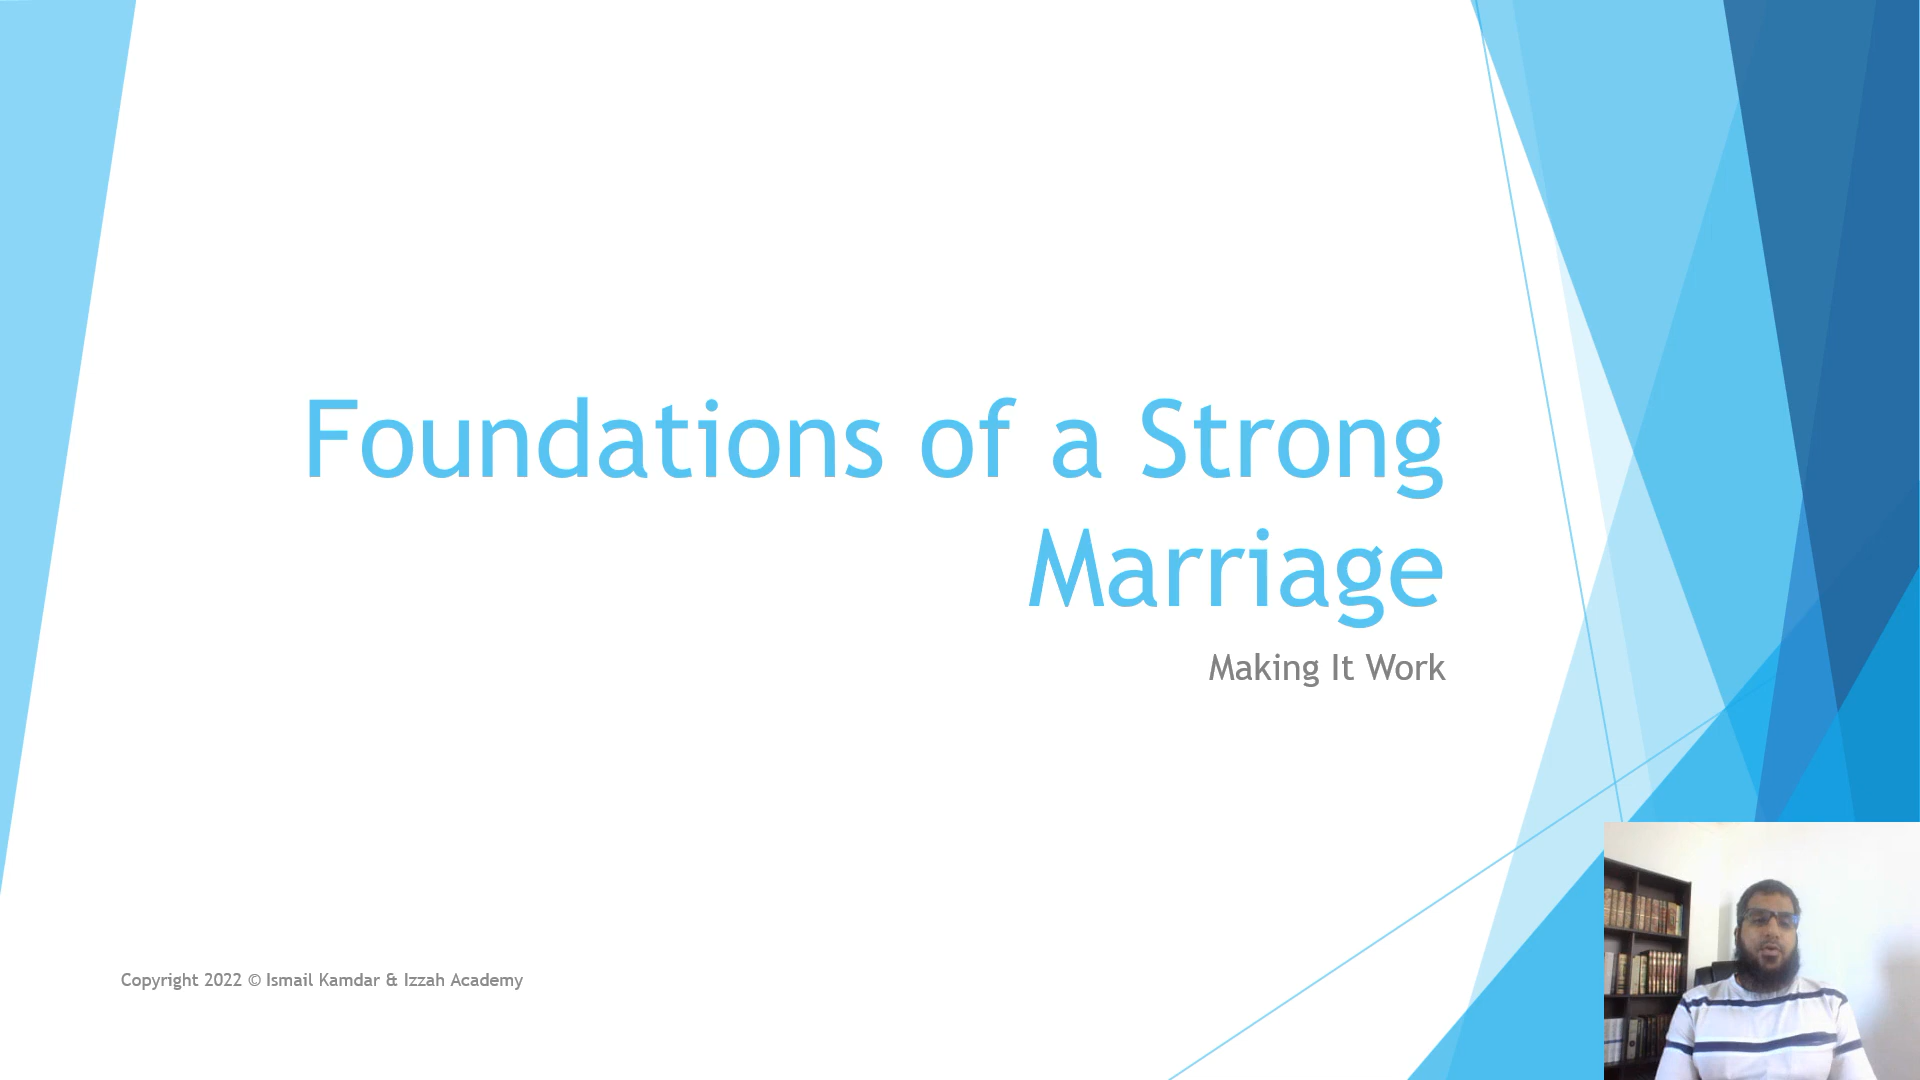 Foundations of a Strong
Marriage
Making It Work
Copyright 2022 © Ismail Kamdar & Izzah Academy